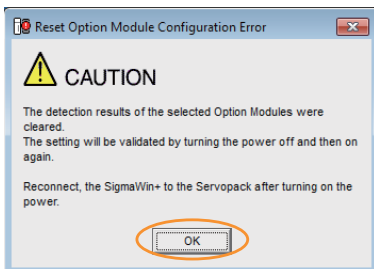 Reset Option Module Configuration Error
CAUTION
The detection results of the selected Option Modules were
cleared.
The setting will be validated by turning the power off and then on
again.
Reconnect, the SigmaWin+ to the Servopack after turning on the
power.
OK